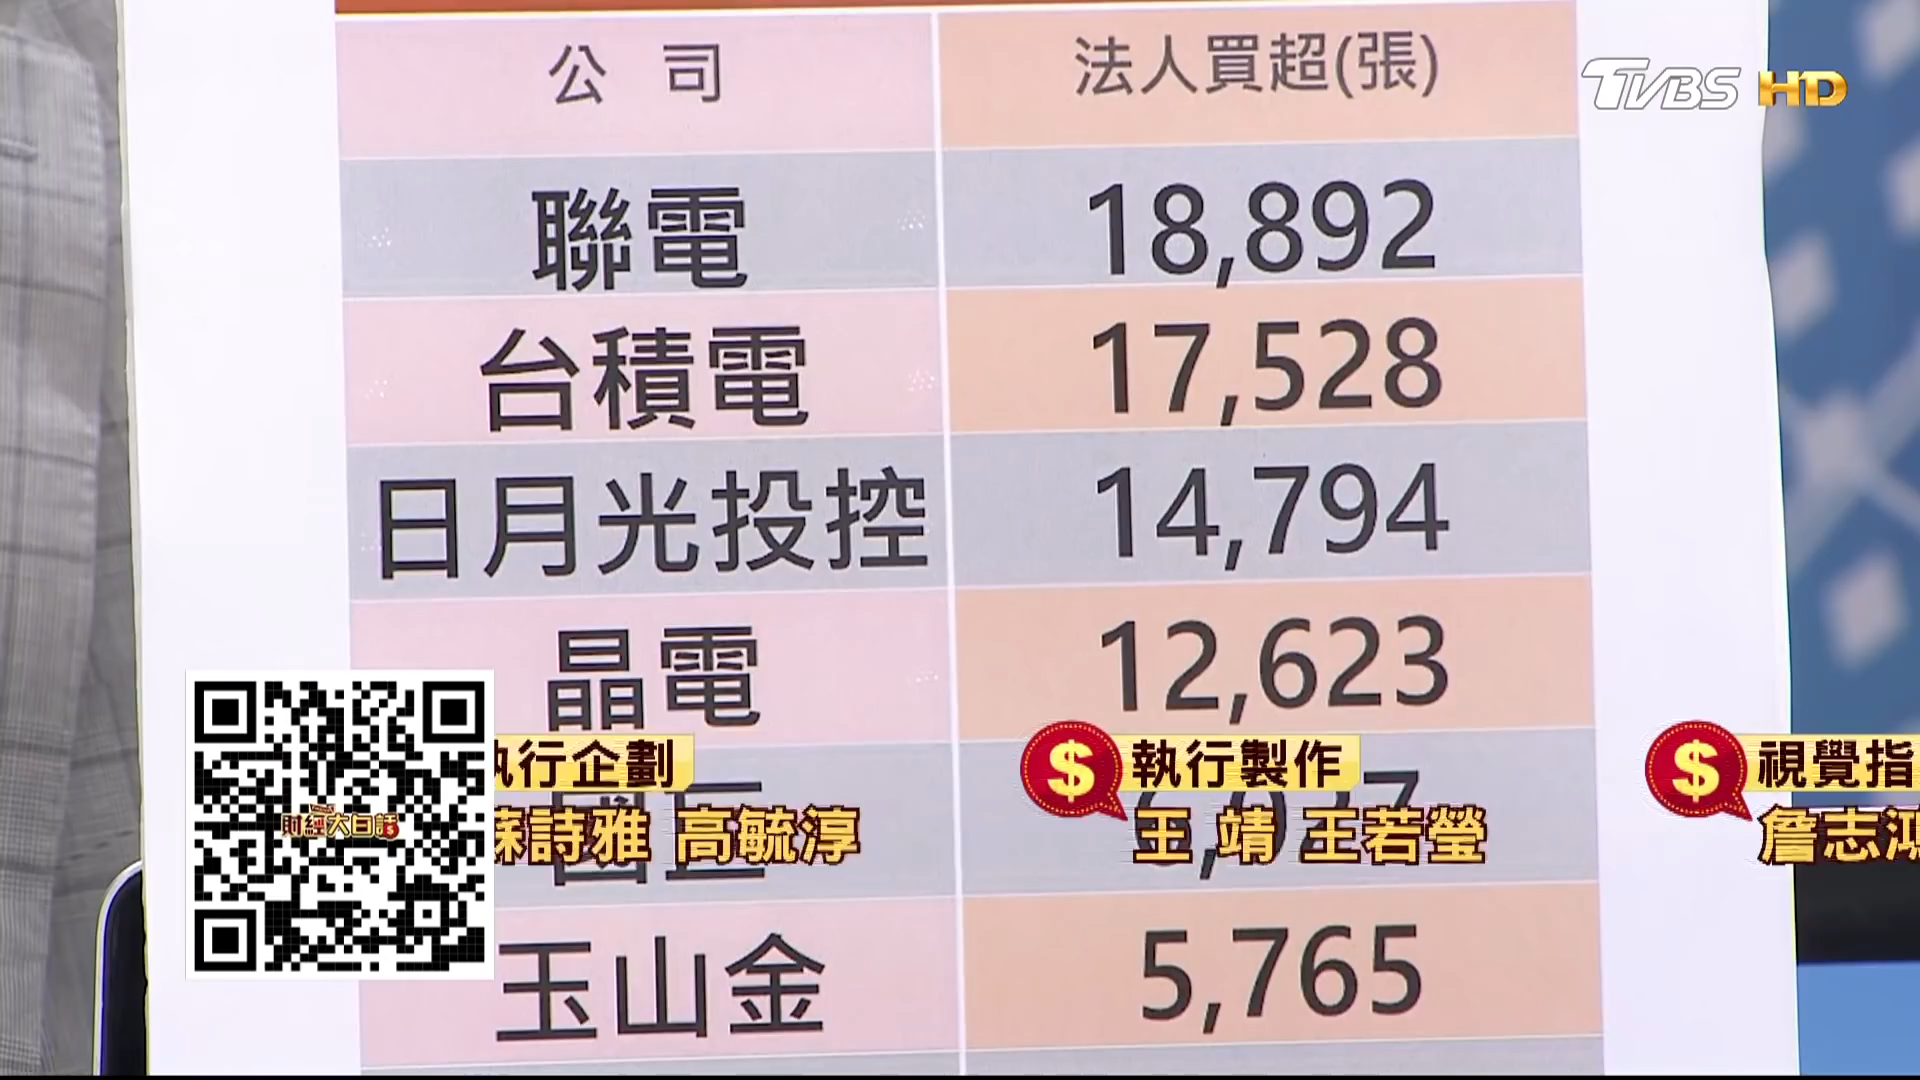 公 司 法人買超(張)
TVBS HD
聯電 18,892
台積電 17,528
日月光投控 14,794
晶電 12,623
執行企劃
蘇詩雅 高毓淳
執行製作
王 靖 王若瑩
視覺指
詹志鴻
財經大白話
玉山金 5,765